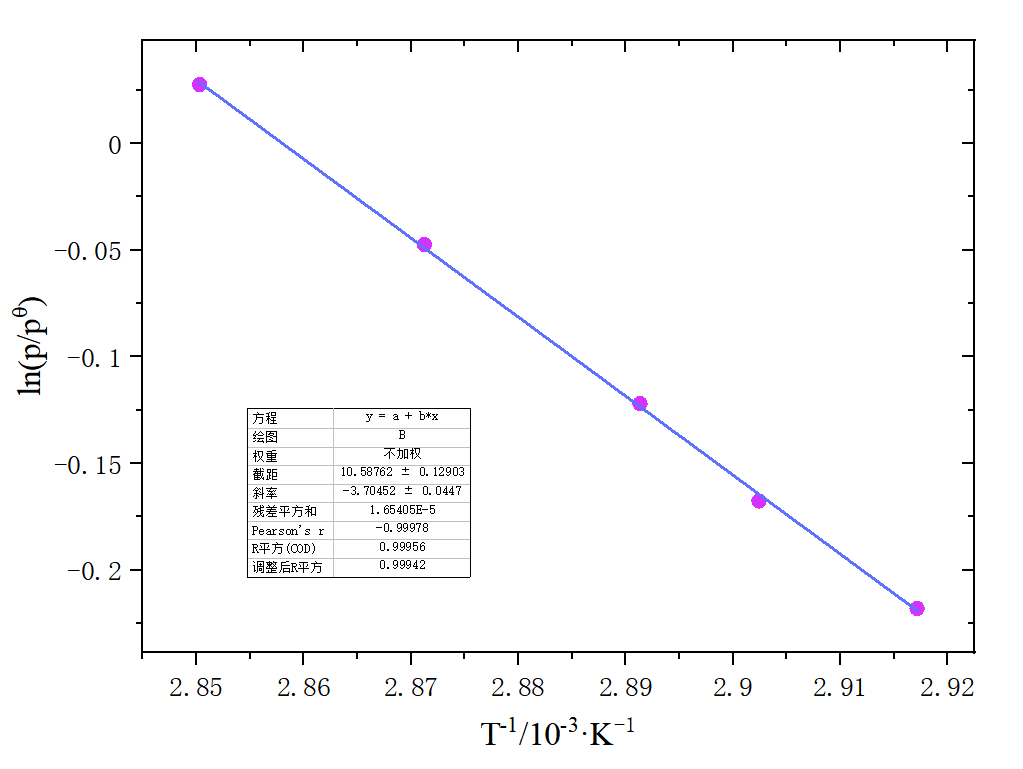 ln(p/p^θ)
0
-0.05
-0.1
-0.15
-0.2
方程 y = a + b*x
绘图 B
权重 不加权
截距 10.58762 ± 0.12903
斜率 -3.70452 ± 0.0447
残差平方和 1.65405E-5
Pearson's r -0.99978
R平方(COD) 0.99956
调整后R平方 0.99942
2.85 2.86 2.87 2.88 2.89 2.9 2.91 2.92
T^-1/10^-3·K^-1